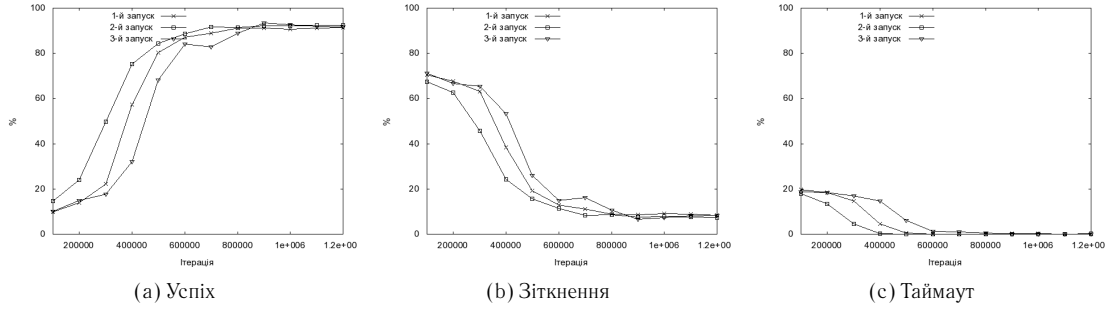 100
80
60
40
20
0
%
1-й запуск
2-й запуск
3-й запуск
200000 400000 600000 800000 1e+006 1.2e+00
Ітерація
(a) Успіх
100
80
60
40
20
0
%
1-й запуск
2-й запуск
3-й запуск
200000 400000 600000 800000 1e+006 1.2e+00
Ітерація
(b) Зіткнення
100
80
60
40
20
0
%
1-й запуск
2-й запуск
3-й запуск
200000 400000 600000 800000 1e+006 1.2e+00
Ітерація
(c) Таймаут